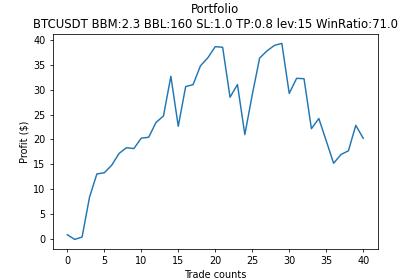 Portfolio
BTCUSDT BBM:2.3 BBL:160 SL:1.0 TP:0.8 lev:15 WinRatio:71.0
40
35
30
25
20
15
10
5
0
Profit ($)
0 5 10 15 20 25 30 35 40
Trade counts